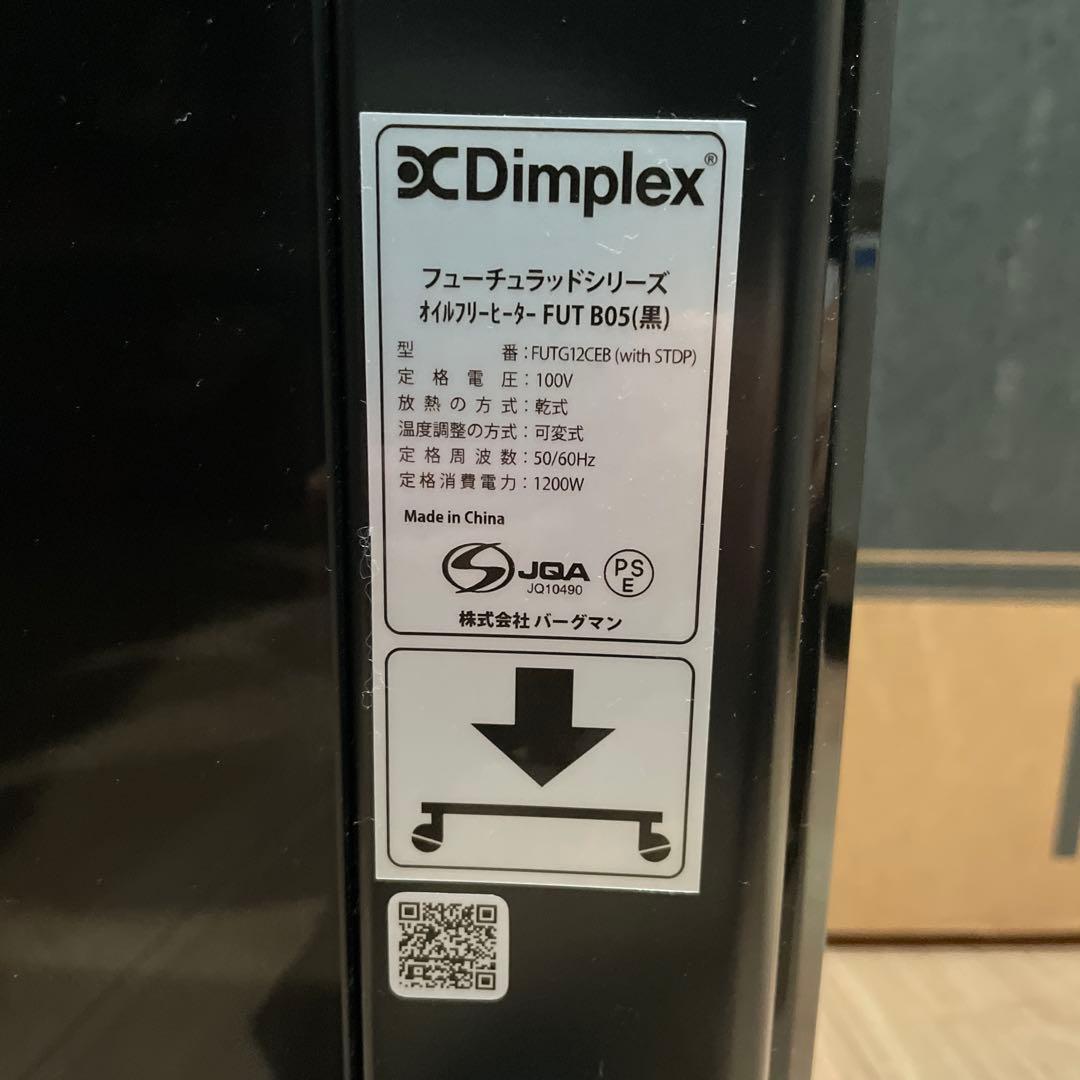 Dimplex®
フューチュラッドシリーズ
ｵｲﾙﾌﾘｰﾋｰﾀｰ FUT B05(黒)
型番：FUTG12CEB (with STDP)
定格電圧：100V
放熱の方式：乾式
温度調整の方式：可変式
定格周波数：50/60Hz
定格消費電力：1200W
Made in China
S JQA
JQ10490
PS
E
株式会社 バーグマン